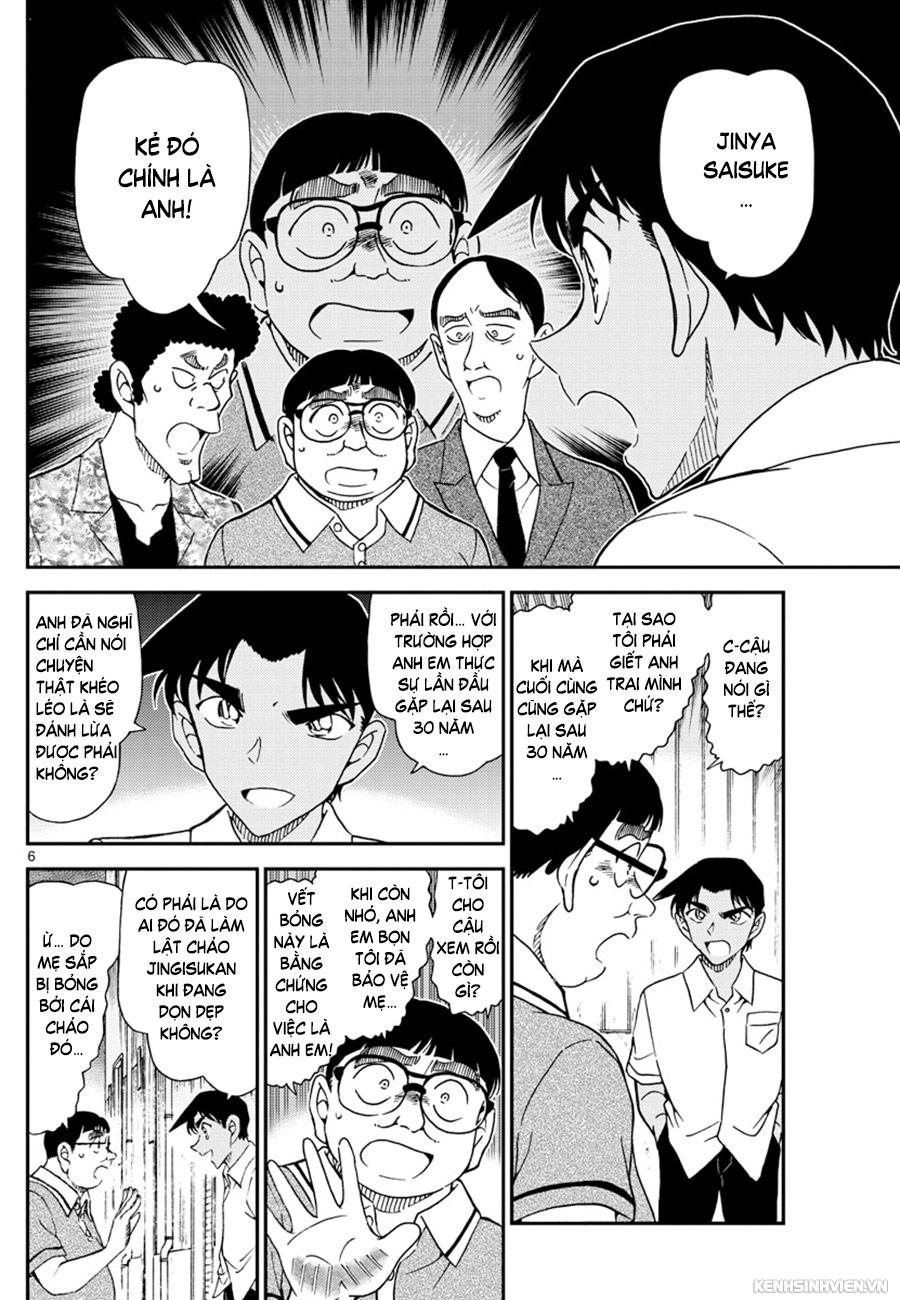 JINYA
SAISUKE
...
KẺ ĐÓ
CHÍNH LÀ
ANH!
C-CẬU
ĐANG
NÓI GÌ
THẾ?
TẠI SAO
TÔI PHẢI
GIẾT ANH
TRAI MÌNH
CHỨ?
KHI MÀ
CUỐI CÙNG
CŨNG GẶP
LẠI SAU
30 NĂM
...
PHẢI RỒI... VỚI
TRƯỜNG HỢP
ANH EM THỰC
SỰ LẦN ĐẦU
GẶP LẠI SAU
30 NĂM
...
ANH ĐÃ NGHĨ
CHỈ CẦN NÓI
CHUYỆN
THẬT KHÉO
LÉO LÀ SẼ
ĐÁNH LỪA
ĐƯỢC PHẢI
KHÔNG?
6
T-TÔI
CHO
CẬU
XEM RỒI
CÒN
GÌ?
KHI CÒN
NHỎ, ANH
EM BỌN
TÔI ĐÃ
BẢO VỆ
MẸ...
VẾT
BỎNG
NÀY LÀ
BẰNG
CHỨNG
CHO
VIỆC LÀ
ANH EM!
CÓ PHẢI LÀ DO
AI ĐÓ ĐÃ LÀM
LẬT CHẢO
JINGISUKAN
KHI ĐANG
DỌN DẸP
KHÔNG?
Ừ... DO
MẸ SẮP
BỊ BỎNG
BỞI CÁI
CHẢO
ĐÓ...
KENHSINHVIEN.VN